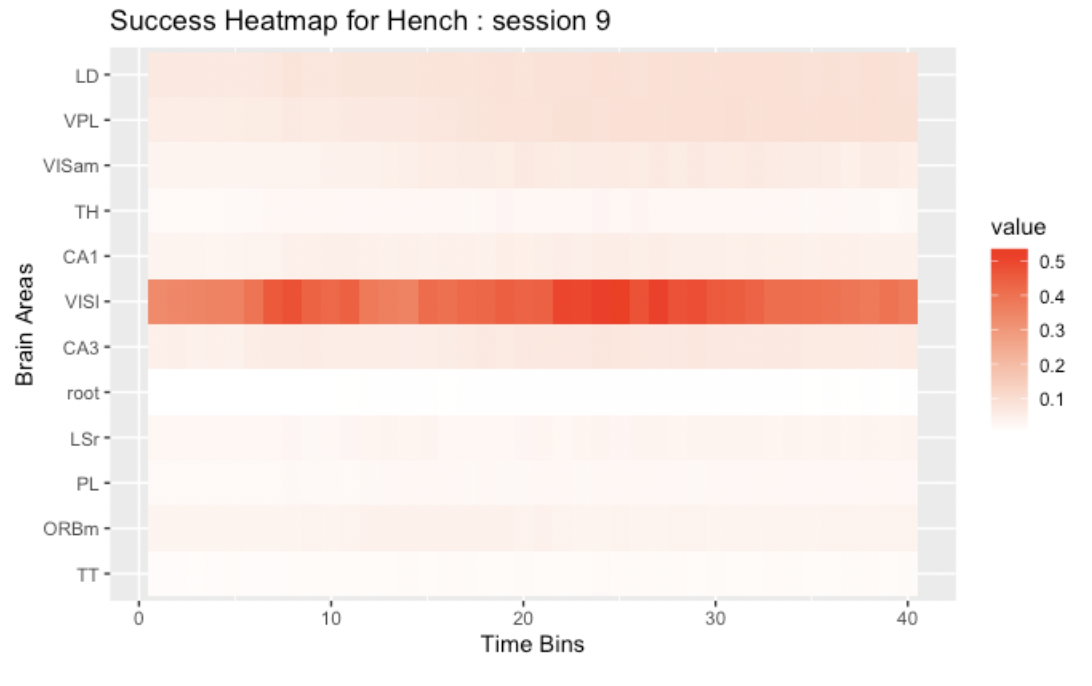 Success Heatmap for Hench : session 9
Brain Areas
LD
VPL
VISam
TH
CA1
VISl
CA3
root
LSr
PL
ORBm
TT
0 10 20 30 40
Time Bins
value
0.5
0.4
0.3
0.2
0.1